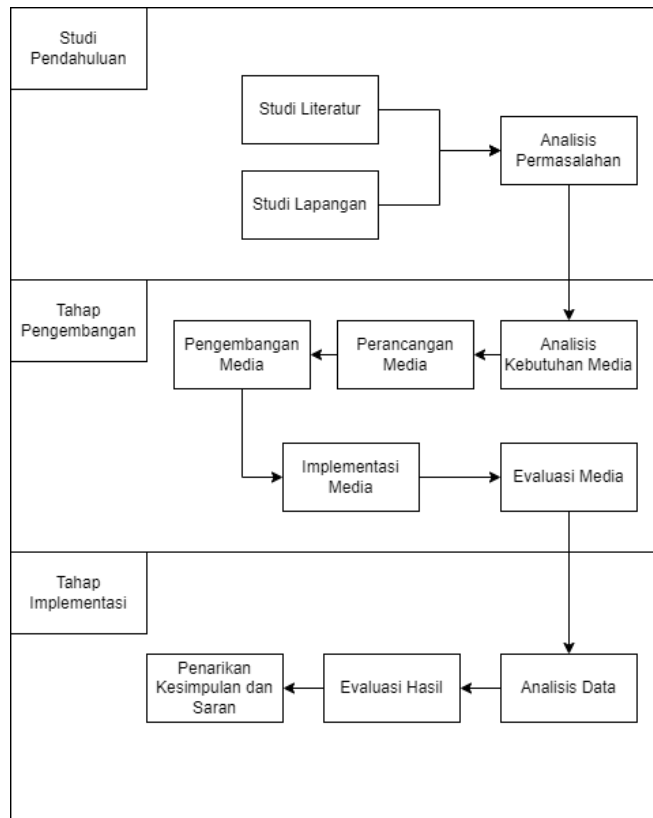 Studi
Pendahuluan
Studi Literatur
Analisis
Permasalahan
Studi Lapangan
Tahap
Pengembangan
Pengembangan
Media
Perancangan
Media
Analisis
Kebutuhan Media
Implementasi
Media
Evaluasi Media
Tahap
Implementasi
Penarikan
Kesimpulan dan
Saran
Evaluasi Hasil
Analisis Data